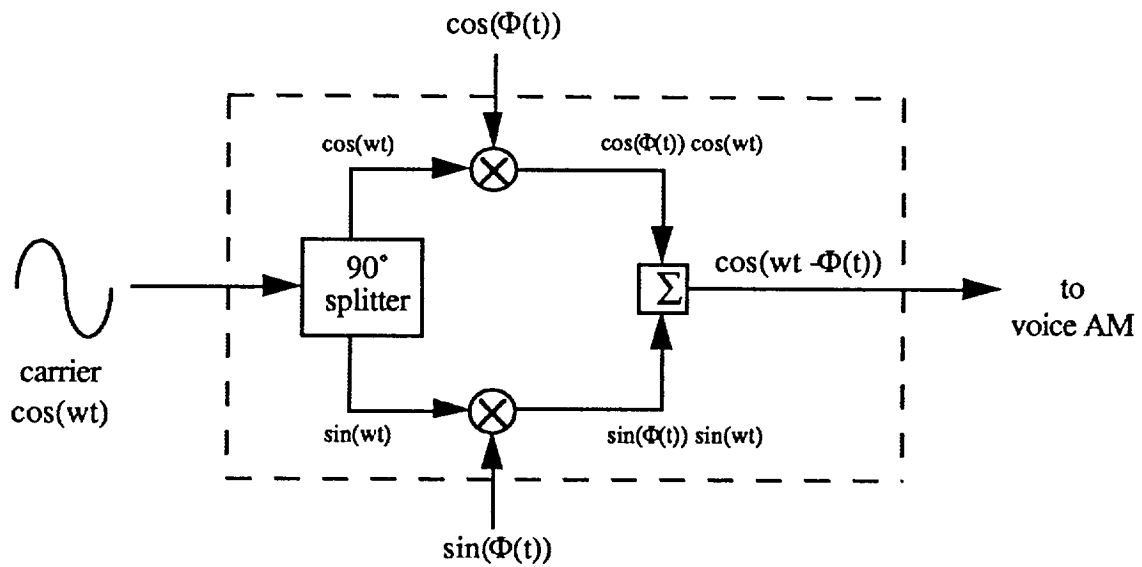 cos(Φ(t))
cos(wt)
cos(Φ(t)) cos(wt)
90°
splitter
Σ
cos(wt -Φ(t))
to
voice AM
carrier
cos(wt)
sin(wt)
sin(Φ(t)) sin(wt)
sin(Φ(t))